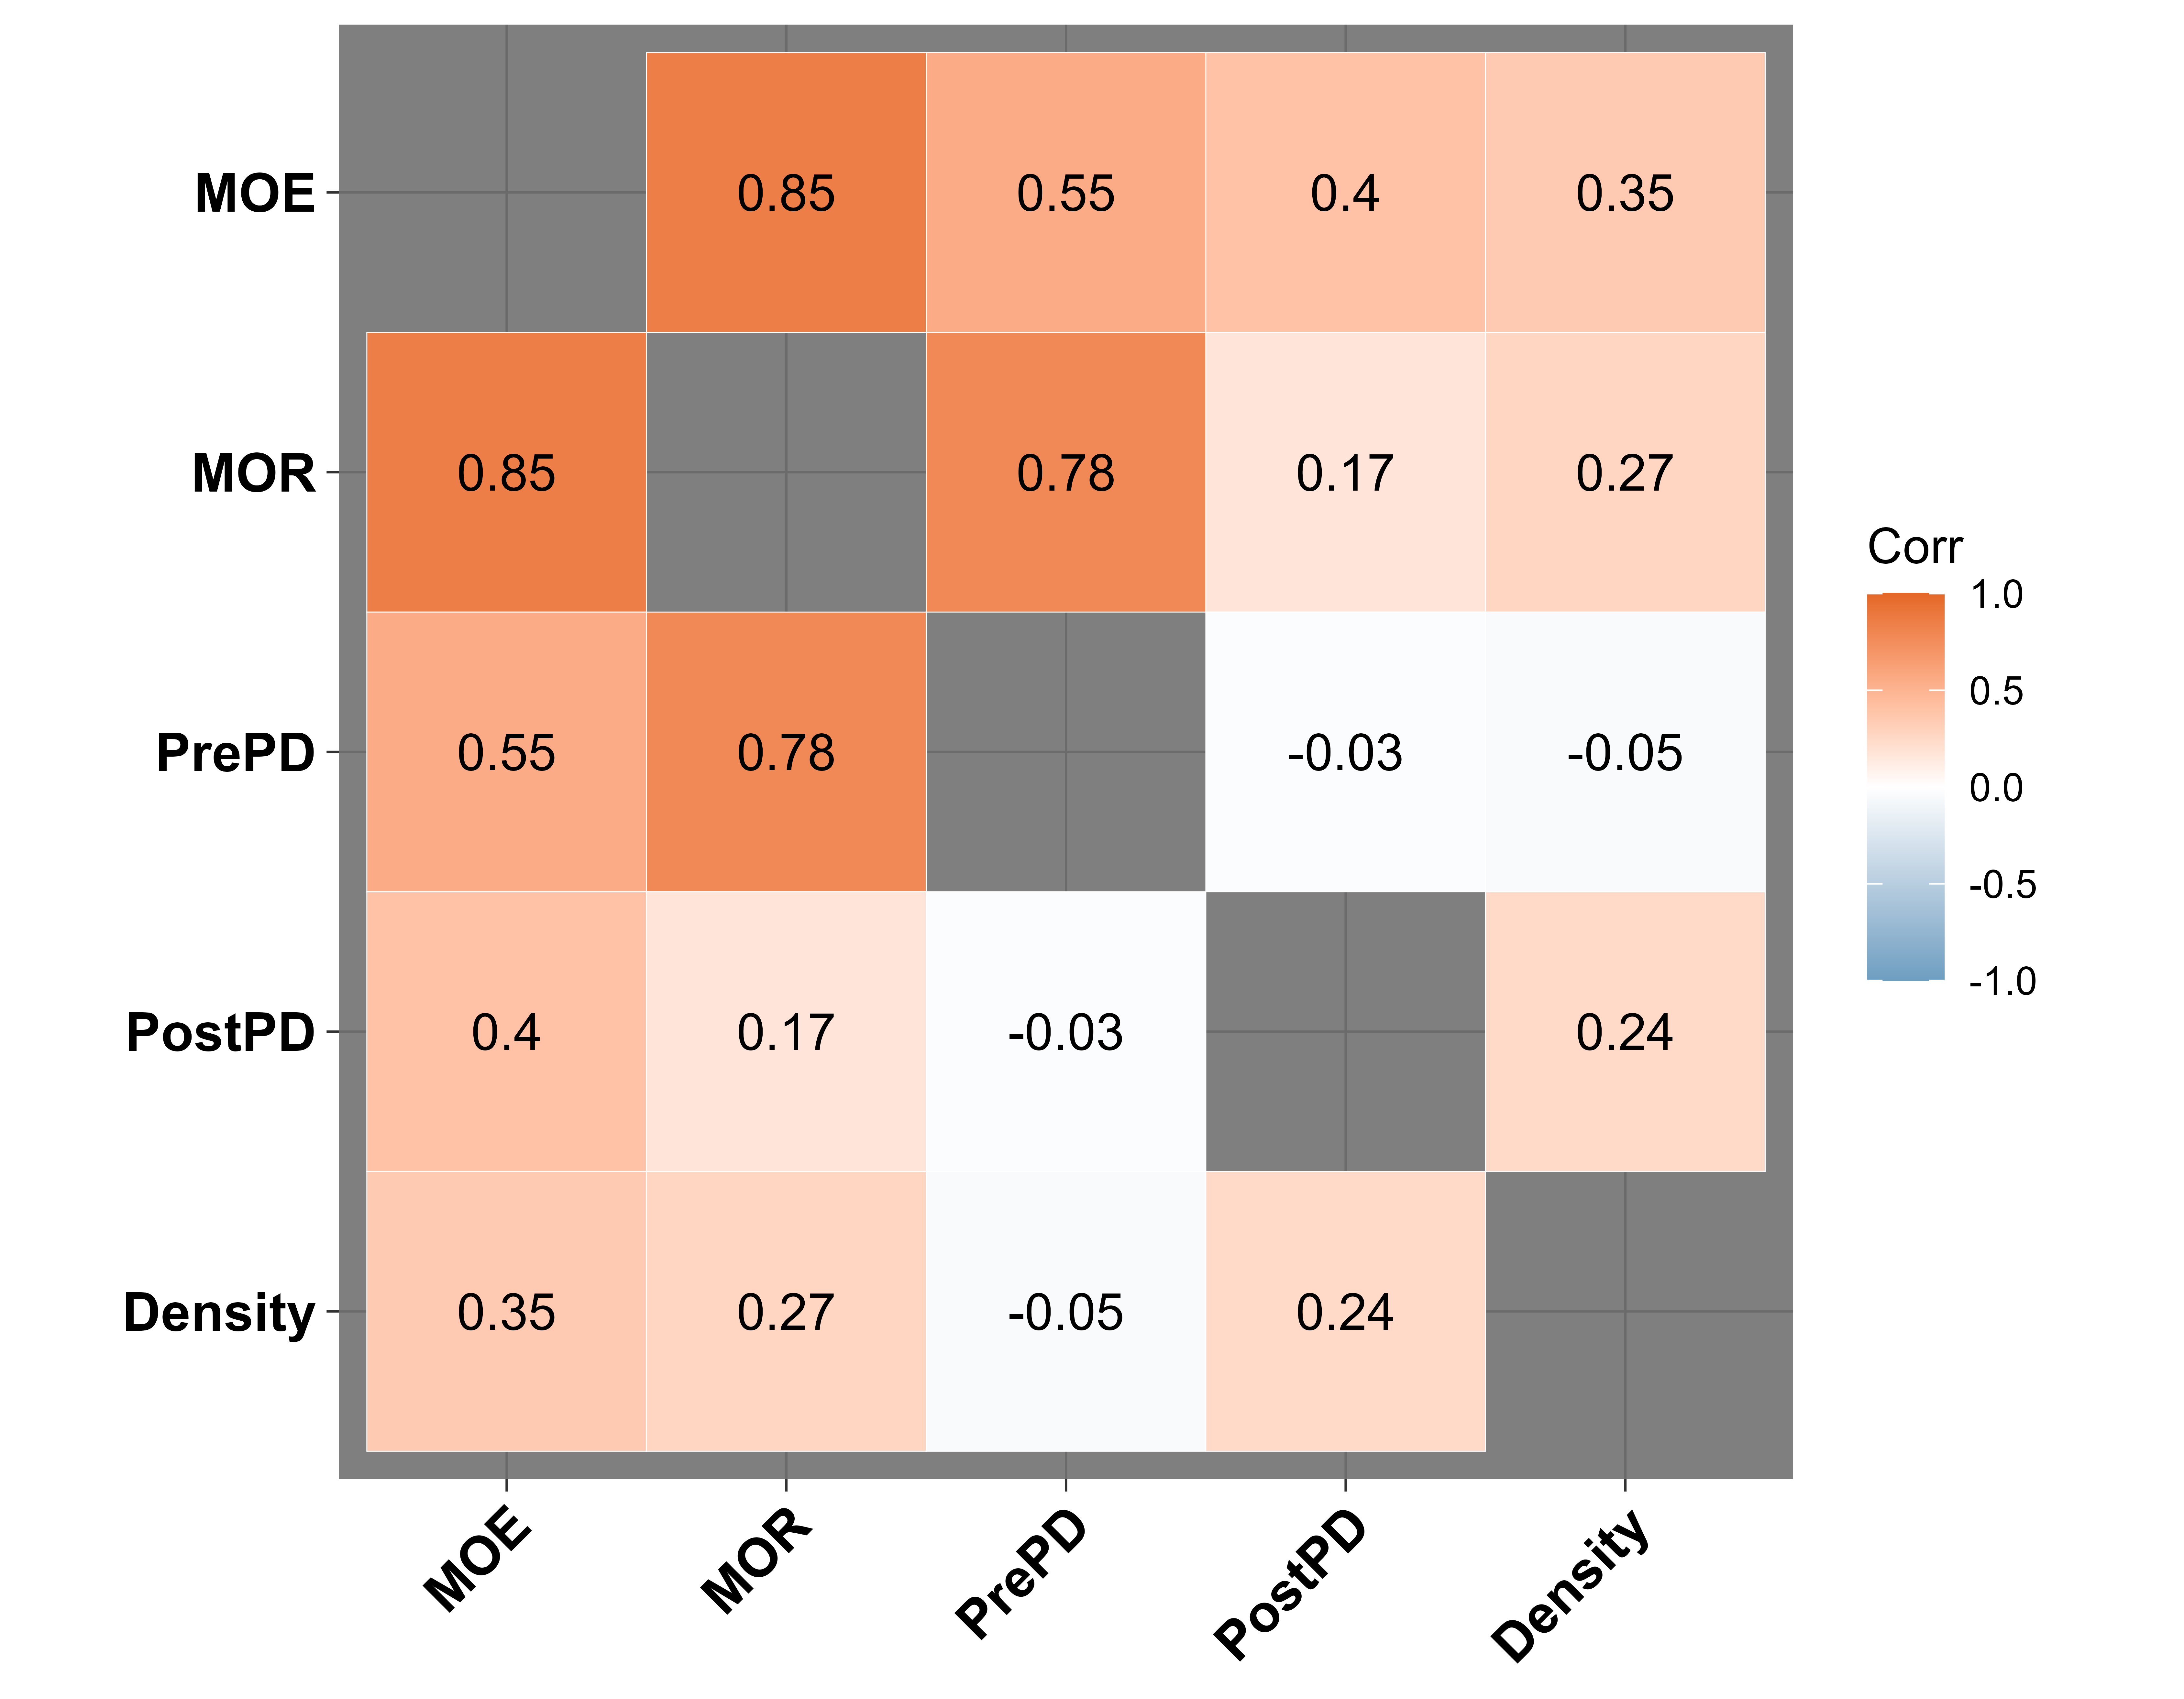 MOE 0.85 0.55 0.4 0.35
MOR 0.85 0.78 0.17 0.27
PrePD 0.55 0.78 -0.03 -0.05
PostPD 0.4 0.17 -0.03 0.24
Density 0.35 0.27 -0.05 0.24
MOE MOR PrePD PostPD Density
Corr
1.0
0.5
0.0
-0.5
-1.0